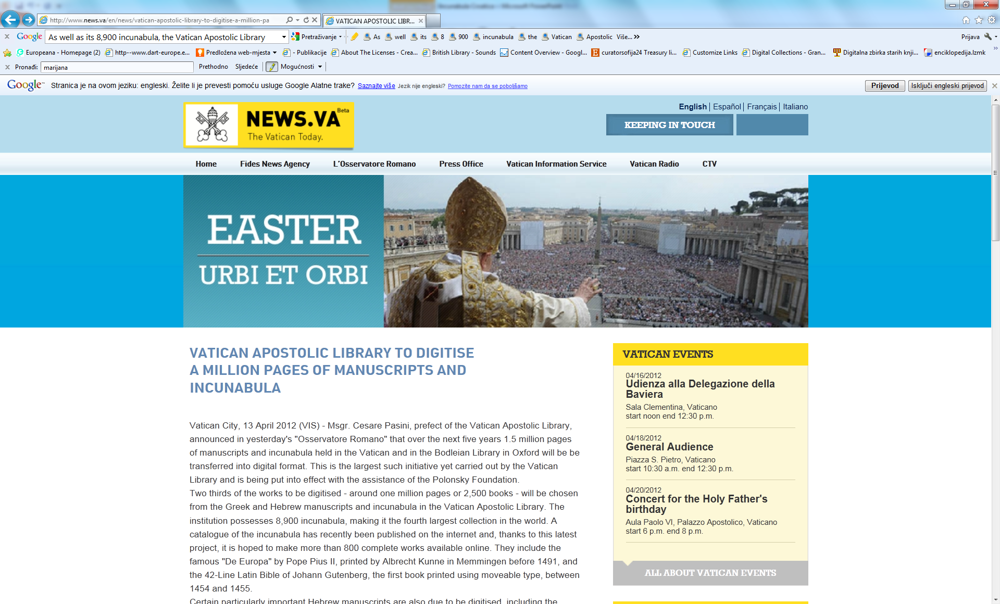 http://www.news.va/en/news/vatican-apostolic-library-to-digitise-a-million-pa
VATICAN APOSTOLIC LIBR...
Google As well as its 8,900 incunabula, the Vatican Apostolic Library Pretraživanje As well its 8 900 incunabula the Vatican Apostolic Više... Prijava
Europeana - Homepage (2) http--www.dart-europe.e... Predložena web-mjesta - Publikacije About The Licenses - Crea... British Library - Sounds Content Overview - Googl... curatorsofija24 Treasury li... Customize Links Digital Collections - Gran... Digitalna zbirka starih knji... enciklopedija.lzmk
x Pronađi: marijana Prethodno Sljedeće Mogućnosti
Google™ Stranica je na ovom jeziku: engleski. Želite li je prevesti pomoću usluge Google Alatne trake? Saznajte više Jezik nije engleski? Pomozite nam da se poboljšamo Prijevod Isključi engleski prijevod
English | Español | Français | Italiano
NEWS.VA Beta
The Vatican Today.
KEEPING IN TOUCH
Home Fides News Agency L'Osservatore Romano Press Office Vatican Information Service Vatican Radio CTV
EASTER
URBI ET ORBI
VATICAN APOSTOLIC LIBRARY TO DIGITISE
A MILLION PAGES OF MANUSCRIPTS AND
INCUNABULA
Vatican City, 13 April 2012 (VIS) - Msgr. Cesare Pasini, prefect of the Vatican Apostolic Library,
announced in yesterday's "Osservatore Romano" that over the next five years 1.5 million pages
of manuscripts and incunabula held in the Vatican and in the Bodleian Library in Oxford will be be
transferred into digital format. This is the largest such initiative yet carried out by the Vatican
Library and is being put into effect with the assistance of the Polonsky Foundation.
Two thirds of the works to be digitised - around one million pages or 2,500 books - will be chosen
from the Greek and Hebrew manuscripts and incunabula in the Vatican Apostolic Library. The
institution possesses 8,900 incunabula, making it the fourth largest collection in the world. A
catalogue of the incunabula has recently been published on the internet and, thanks to this latest
project, it is hoped to make more than 800 complete works available online. They include the
famous "De Europa" by Pope Pius II, printed by Albrecht Kunne in Memmingen before 1491, and
the 42-Line Latin Bible of Johann Gutenberg, the first book printed using moveable type, between
1454 and 1455.
Certain particularly important Hebrew manuscripts are also due to be digitised, including the
VATICAN EVENTS
04/16/2012
Udienza alla Delegazione della
Baviera
Sala Clementina, Vaticano
start noon end 12:30 p.m.
04/18/2012
General Audience
Piazza S. Pietro, Vaticano
start 10:30 a.m. end 12:30 p.m.
04/20/2012
Concert for the Holy Father's
birthday
Aula Paolo VI, Palazzo Apostolico, Vaticano
start 6 p.m. end 8 p.m.
ALL ABOUT VATICAN EVENTS